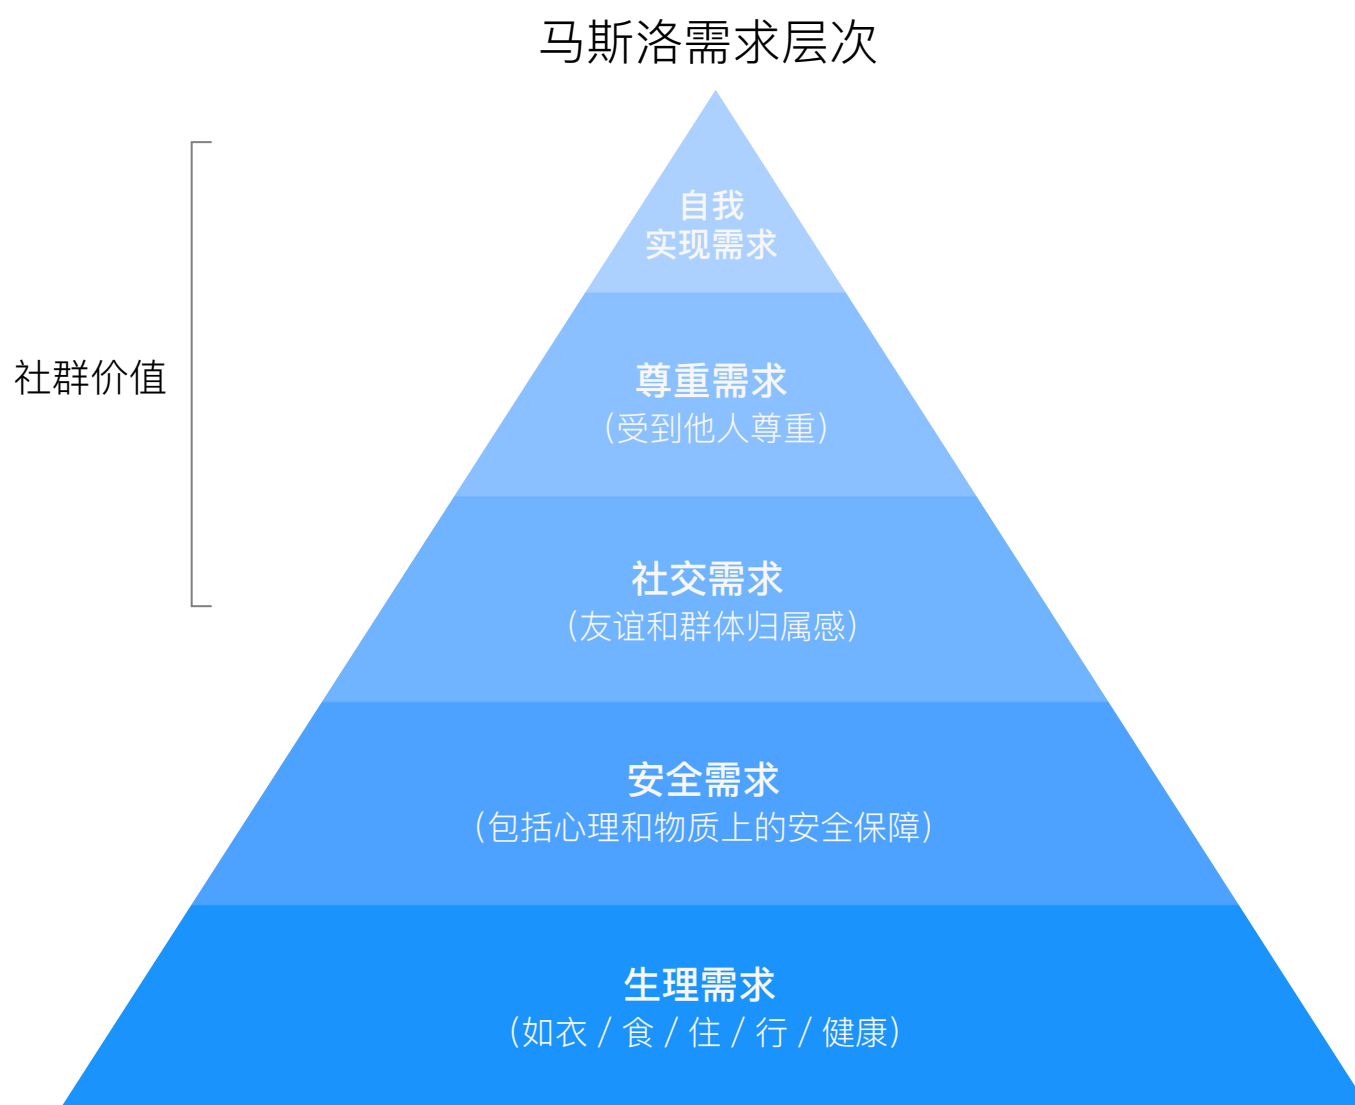 马斯洛需求层次
自我
实现需求
社群价值
尊重需求
（受到他人尊重）
社交需求
（友谊和群体归属感）
安全需求
（包括心理和物质上的安全保障）
生理需求
（如衣 / 食 / 住 / 行 / 健康）